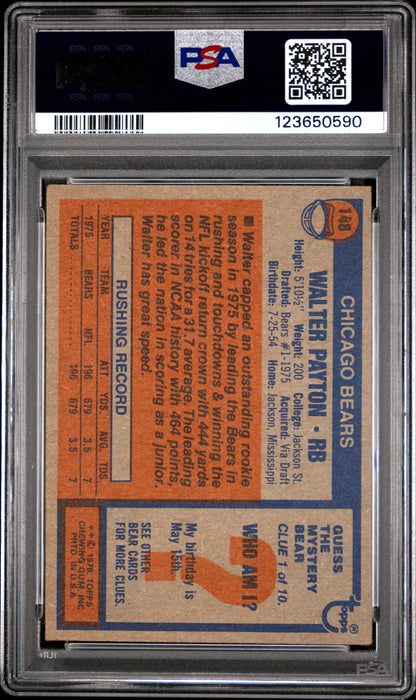 PSA
123650590
148
CHICAGO BEARS
WALTER PAYTON • RB
Height: 5'10½" Weight: 200 College: Jackson St.
Drafted: Bears #1-1975 Acquired: Via Draft
Birthdate: 7-25-54 Home: Jackson, Mississippi
■ Walter capped an outstanding rookie
season in 1975 by leading the Bears in
rushing and touchdowns & winning the
NFL kickoff return crown with 444 yards
on 14 tries for a 31.7 average. The leading
scorer in NCAA history with 464 points,
he led the nation in scoring as a junior.
Walter has great speed.
RUSHING RECORD
YEAR TEAM ATT. YDS. AVG. TDS
1975 BEARS NFL 196 679 3.5 7
TOTALS 196 679 3.5 7
topps ®
GUESS
THE
MYSTERY
BEAR
CLUE 1 of 10.
WHO AM I?
?
My birthday is
May 15th.
SEE OTHER
BEAR CARDS
FOR MORE CLUES.
**© 1976 TOPPS
CHEWING GUM, INC.
PRTD. IN U.S.A.
PSA